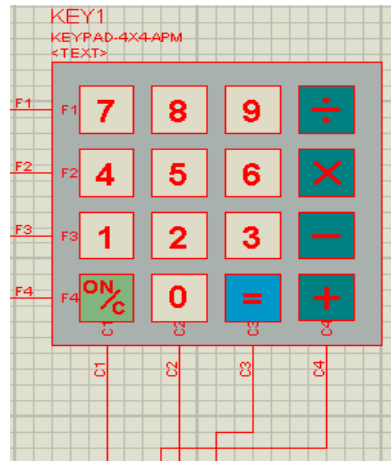 KEY1
KEYPAD-4X4-APM
<TEXT>
F1 F1 7 8 9 ÷
F2 F2 4 5 6 ×
F3 F3 1 2 3 −
F4 F4 ON/C 0 = +
C1 C2 C3 C4
C1 C2 C3 C4